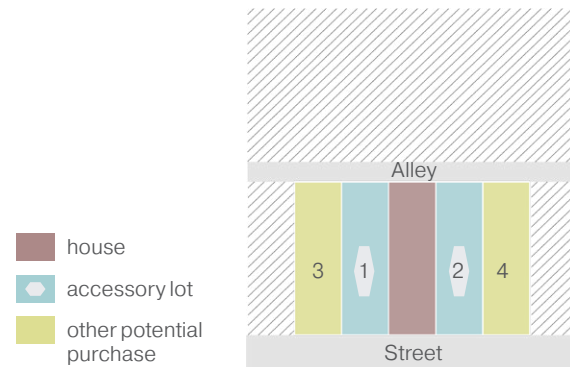 Alley
3 1 2 4
house
accessory lot
other potential
purchase
Street